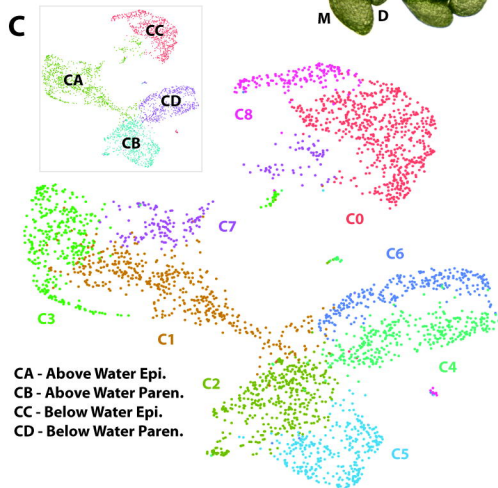 C
M D
CC
CA
CD
CB
C8
C0
C7
C6
C3
C1
C4
C2
C5
CA - Above Water Epi.
CB - Above Water Paren.
CC - Below Water Epi.
CD - Below Water Paren.